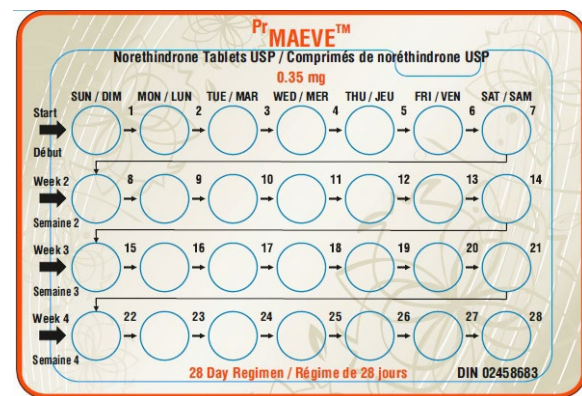 Pr MAEVE™
Norethindrone Tablets USP / Comprimés de noréthindrone USP
0.35 mg
SUN / DIM MON / LUN TUE / MAR WED / MER THU / JEU FRI / VEN SAT / SAM
Start 1 2 3 4 5 6 7
Début
Week 2 8 9 10 11 12 13 14
Semaine 2
Week 3 15 16 17 18 19 20 21
Semaine 3
Week 4 22 23 24 25 26 27 28
Semaine 4
28 Day Regimen / Régime de 28 jours DIN 02458683